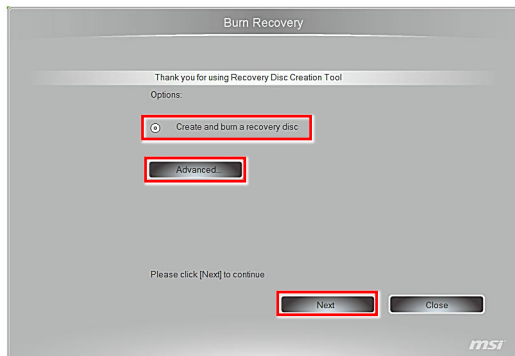 Burn Recovery
Thank you for using Recovery Disc Creation Tool
Options:
Create and burn a recovery disc
Advanced...
Please click [Next] to continue
Next
Close
msi